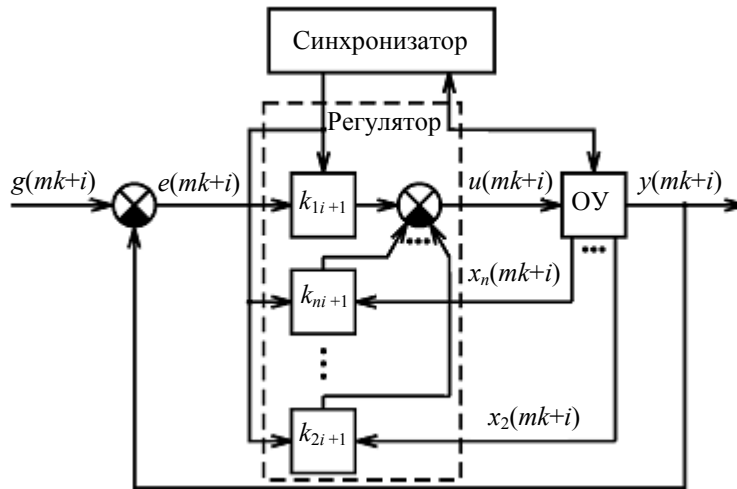 Синхронизатор
Регулятор
g(mk+i)
e(mk+i)
k1i+1
u(mk+i)
ОУ
y(mk+i)
kni+1
xn(mk+i)
k2i+1
x2(mk+i)